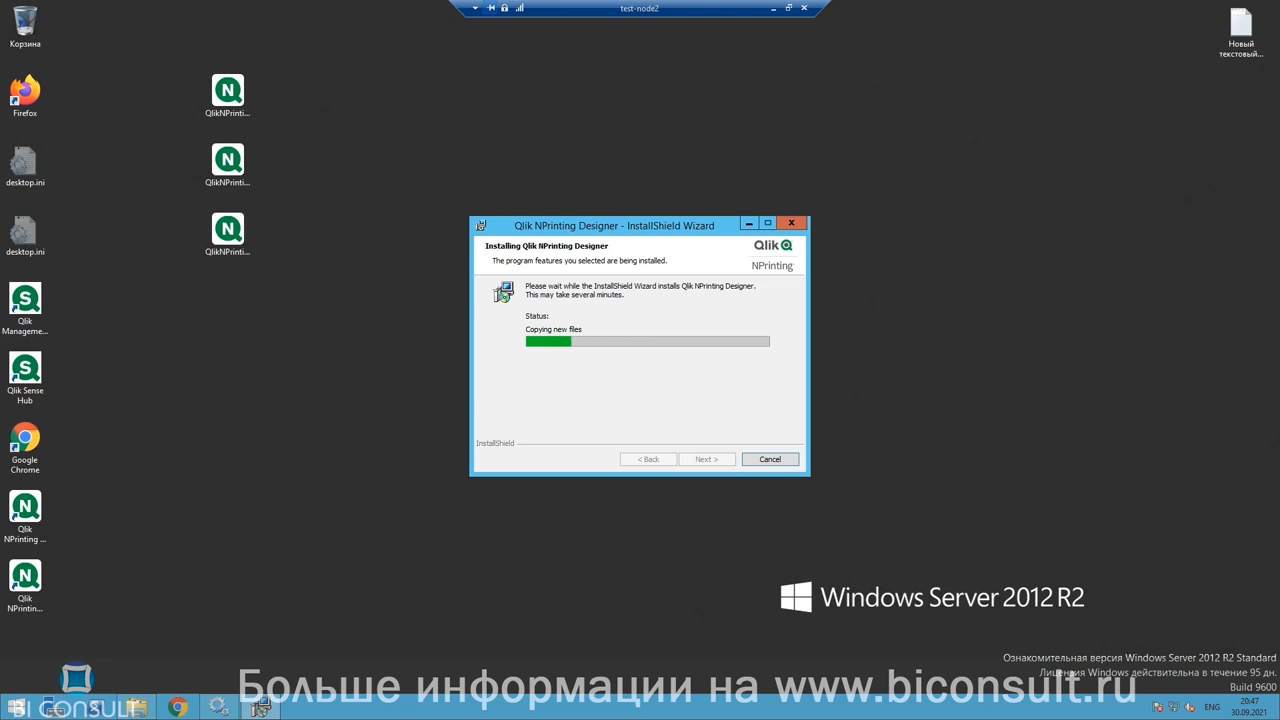 test-node2
Корзина
Firefox
desktop.ini
desktop.ini
Qlik
Manageme...
Qlik Sense
Hub
Google
Chrome
Qlik
NPrinting ...
Qlik
NPrintin...
QlikNPrinti...
QlikNPrinti...
QlikNPrinti...
Новый
текстовый...
Qlik NPrinting Designer - InstallShield Wizard
Installing Qlik NPrinting Designer
The program features you selected are being installed.
Qlik
NPrinting
Please wait while the InstallShield Wizard installs Qlik NPrinting Designer.
This may take several minutes.
Status:
Copying new files
InstallShield
< Back
Next >
Cancel
Windows Server 2012 R2
Ознакомительная версия Windows Server 2012 R2 Standard
Лицензия Windows действительна в течение 95 дн.
Build 9600
Больше информации на www.biconsult.ru
BI CONSULT
ENG
20:47
30.09.2021